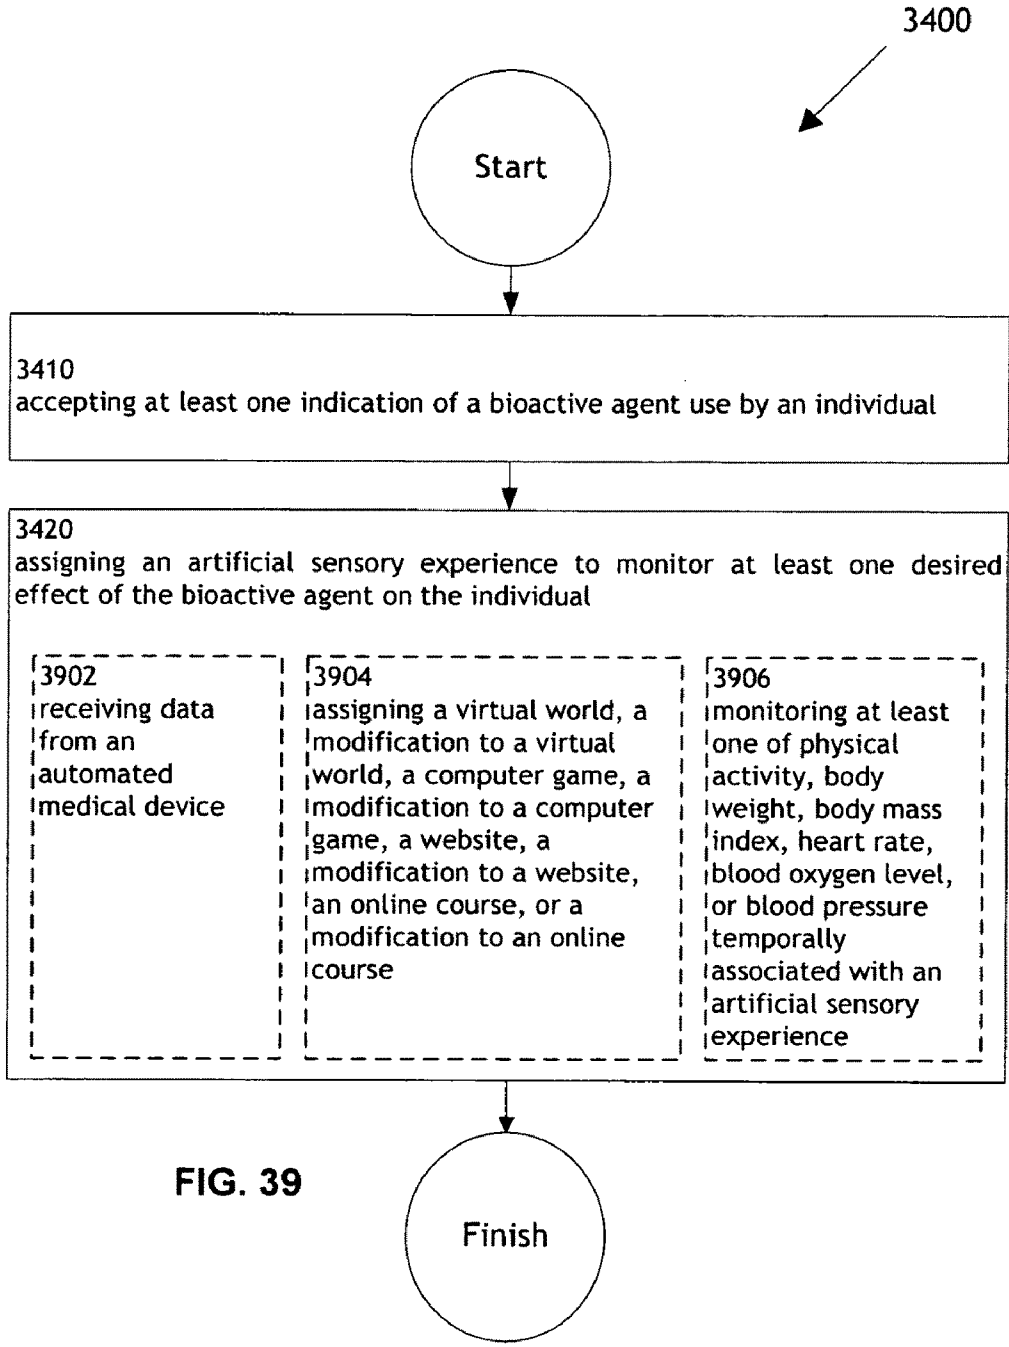 3400
Start
3410
accepting at least one indication of a bioactive agent use by an individual
3420
assigning an artificial sensory experience to monitor at least one desired
effect of the bioactive agent on the individual
3902
receiving data
from an
automated
medical device
3904
assigning a virtual world, a
modification to a virtual
world, a computer game, a
modification to a computer
game, a website, a
modification to a website,
an online course, or a
modification to an online
course
3906
monitoring at least
one of physical
activity, body
weight, body mass
index, heart rate,
blood oxygen level,
or blood pressure
temporally
associated with an
artificial sensory
experience
FIG. 39
Finish